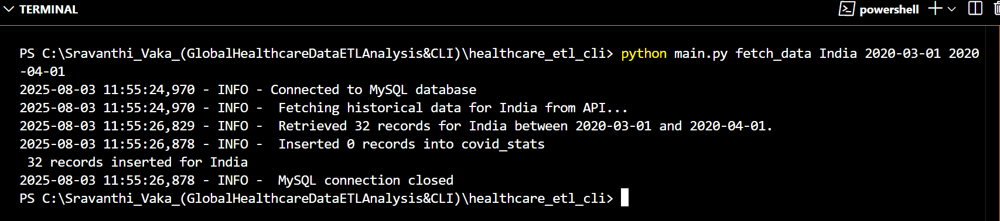 TERMINAL
powershell
PS C:\Sravanthi_Vaka_(GlobalHealthcareDataETLAnalysis&CLI)\healthcare_etl_cli> python main.py fetch_data India 2020-03-01 2020
-04-01
2025-08-03 11:55:24,970 - INFO - Connected to MySQL database
2025-08-03 11:55:24,970 - INFO -  Fetching historical data for India from API...
2025-08-03 11:55:26,829 - INFO -  Retrieved 32 records for India between 2020-03-01 and 2020-04-01.
2025-08-03 11:55:26,878 - INFO -  Inserted 0 records into covid_stats
 32 records inserted for India
2025-08-03 11:55:26,878 - INFO -  MySQL connection closed
PS C:\Sravanthi_Vaka_(GlobalHealthcareDataETLAnalysis&CLI)\healthcare_etl_cli>